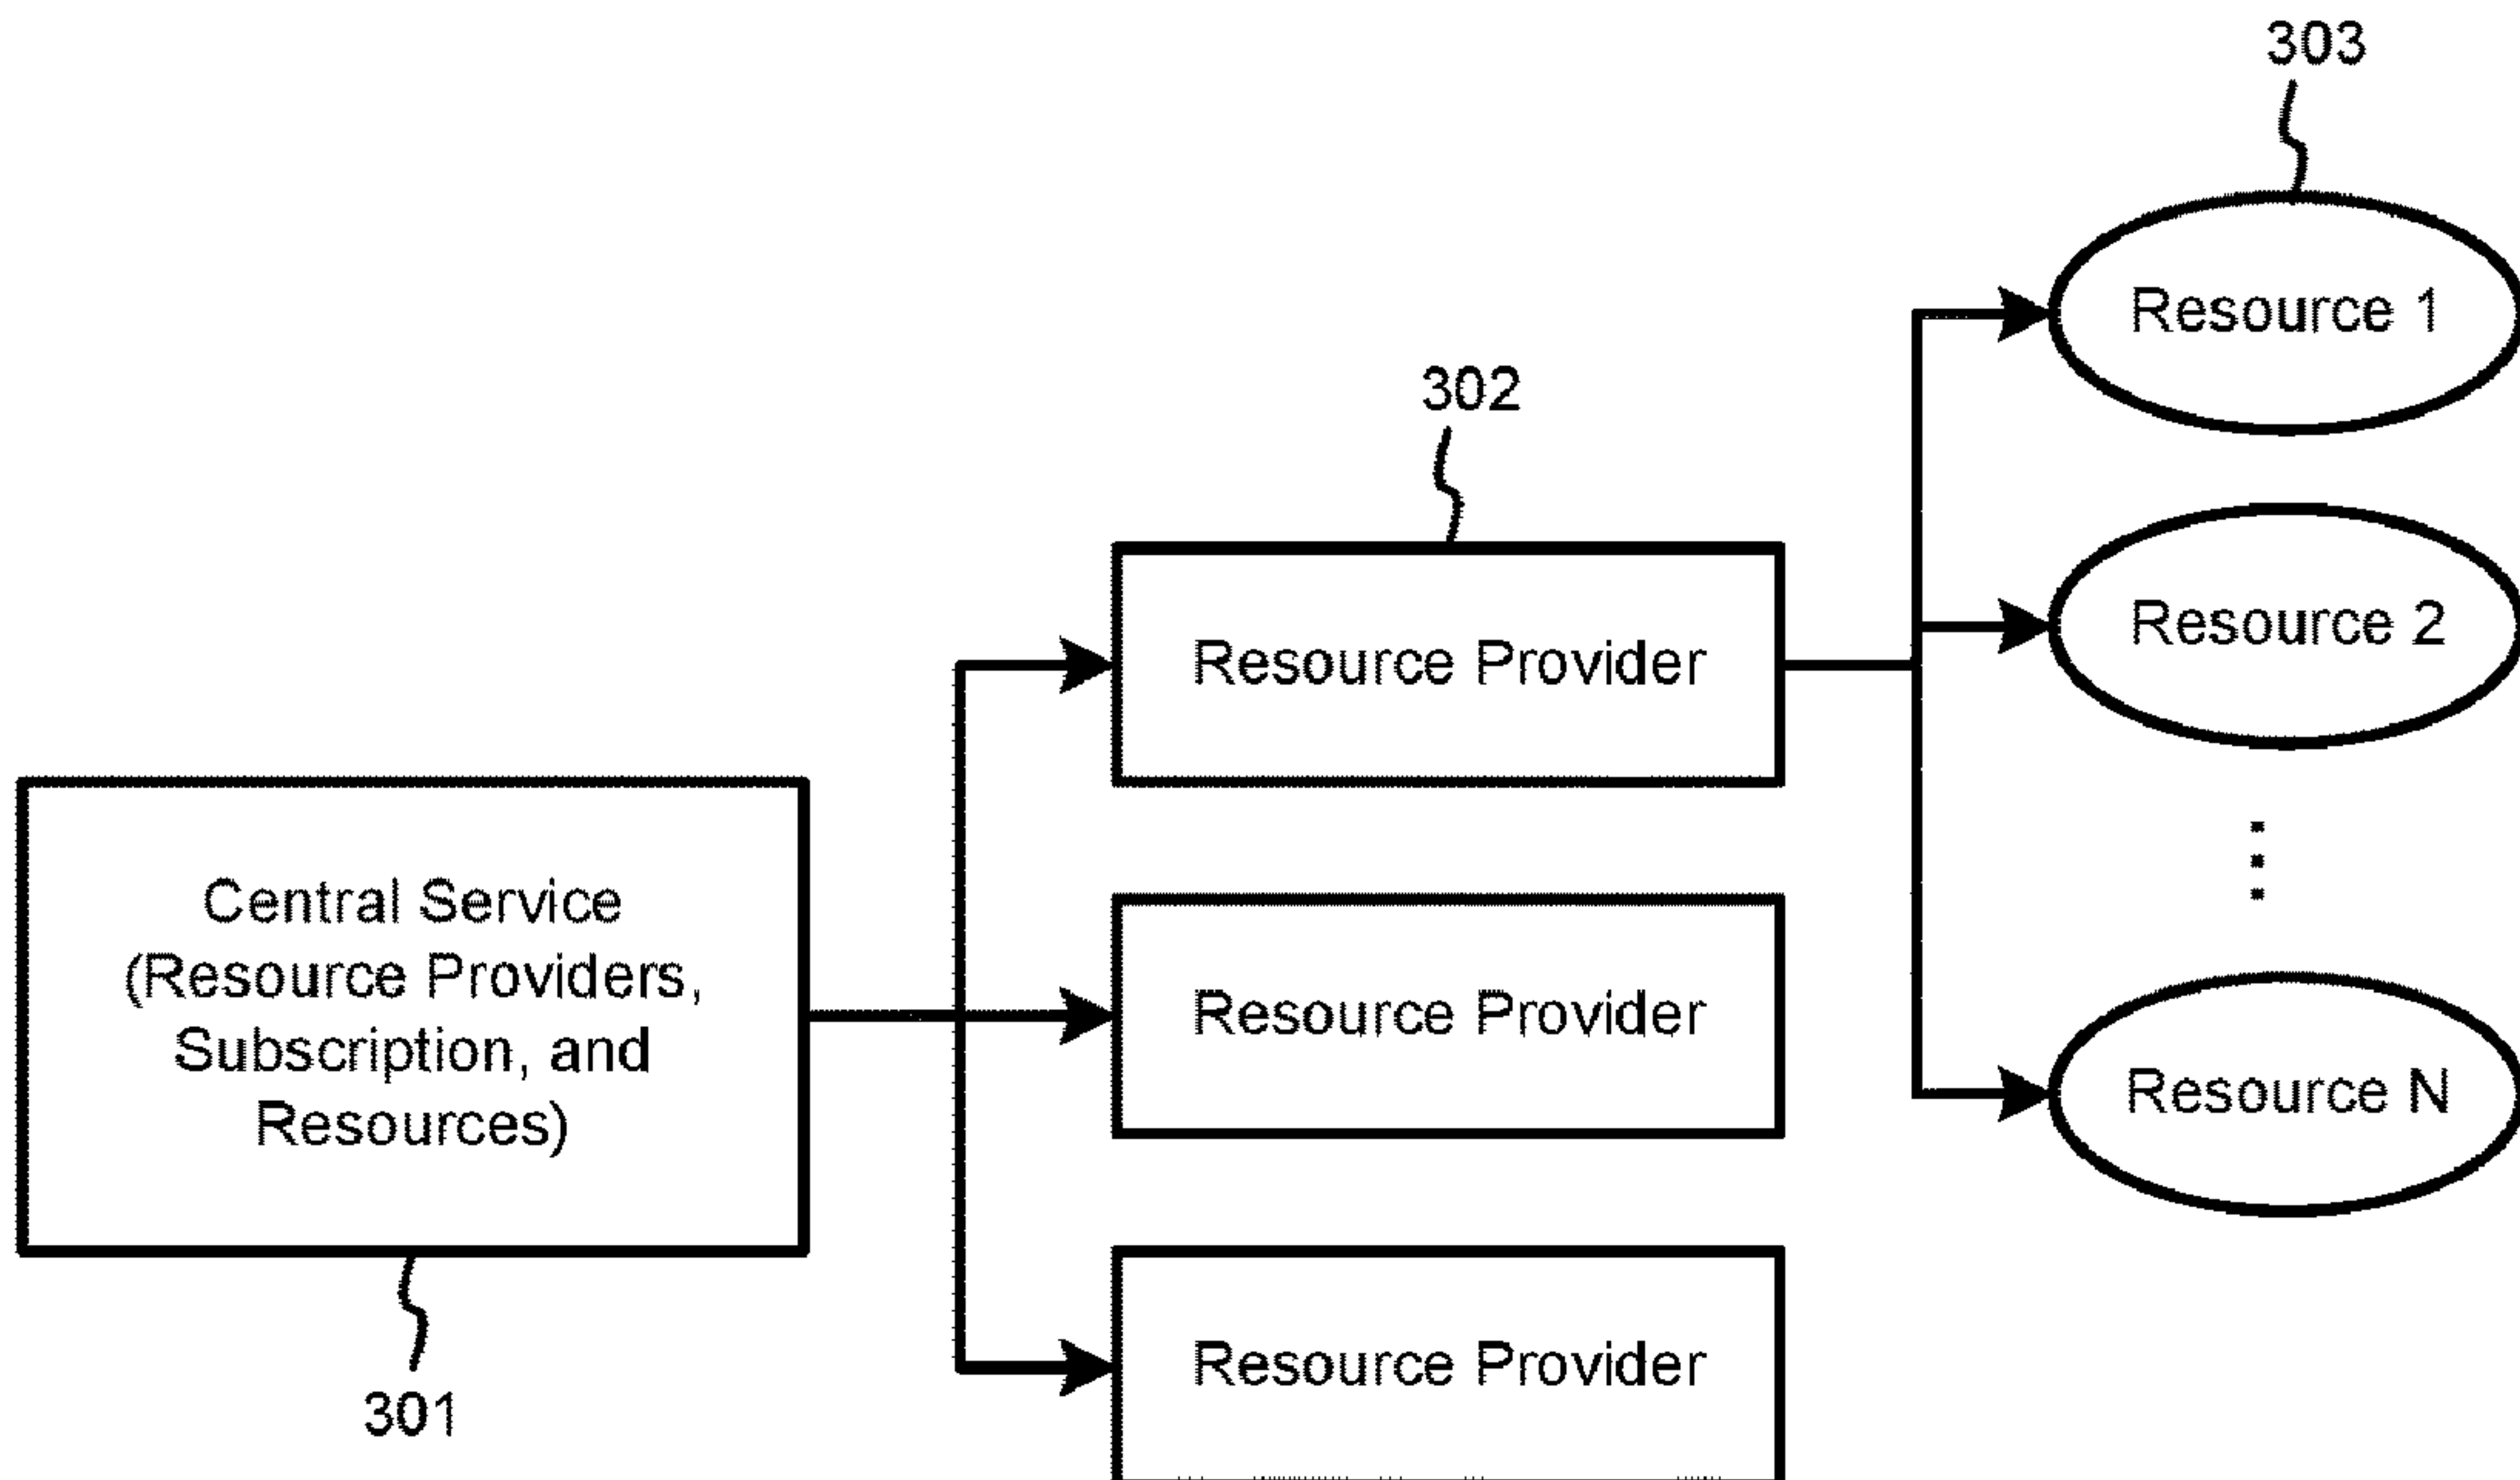 303
Resource 1
302
Resource 2
Resource Provider
Central Service
(Resource Providers,
Subscription, and
Resources)
Resource Provider
Resource N
Resource Provider
301